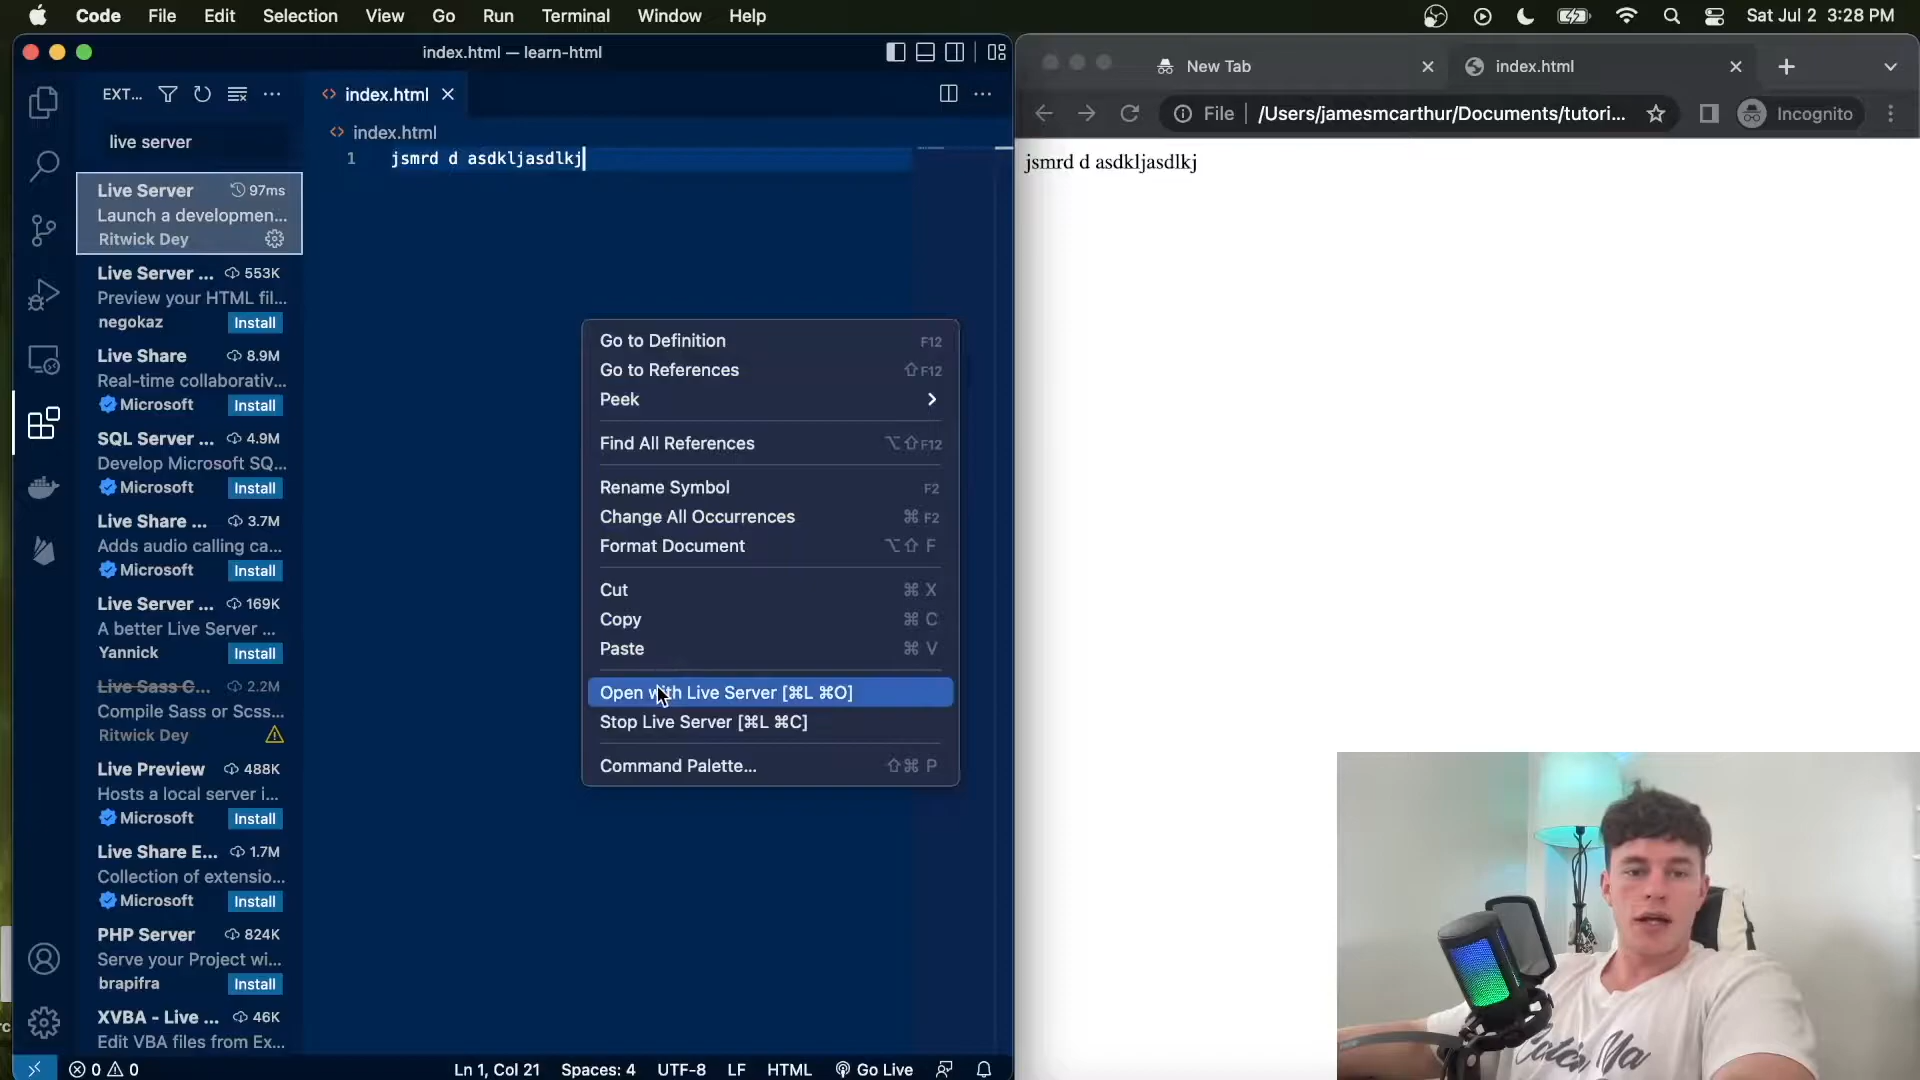 Code File Edit Selection View Go Run Terminal Window Help
Sat Jul 2 3:28 PM
index.html — learn-html
EXT...
live server
Live Server 97ms
Launch a developmen...
Ritwick Dey
Live Server ... 553K
Preview your HTML fil...
negokaz Install
Live Share 8.9M
Real-time collaborativ...
Microsoft Install
SQL Server ... 4.9M
Develop Microsoft SQ...
Microsoft Install
Live Share ... 3.7M
Adds audio calling ca...
Microsoft Install
Live Server ... 169K
A better Live Server ...
Yannick Install
Live Sass C... 2.2M
Compile Sass or Scss...
Ritwick Dey
Live Preview 488K
Hosts a local server i...
Microsoft Install
Live Share E... 1.7M
Collection of extensio...
Microsoft Install
PHP Server 824K
Serve your Project wi...
brapifra Install
XVBA - Live ... 46K
Edit VBA files from Ex...
index.html
index.html
1 jsmrd d asdkljasdlkj
Go to Definition F12
Go to References ⇧F12
Peek
Find All References ⌥⇧F12
Rename Symbol F2
Change All Occurrences ⌘F2
Format Document ⌥⇧F
Cut ⌘X
Copy ⌘C
Paste ⌘V
Open with Live Server [⌘L ⌘O]
Stop Live Server [⌘L ⌘C]
Command Palette... ⇧⌘P
0 0 Ln 1, Col 21 Spaces: 4 UTF-8 LF HTML Go Live
New Tab index.html
File /Users/jamesmcarthur/Documents/tutori... Incognito
jsmrd d asdkljasdlkj